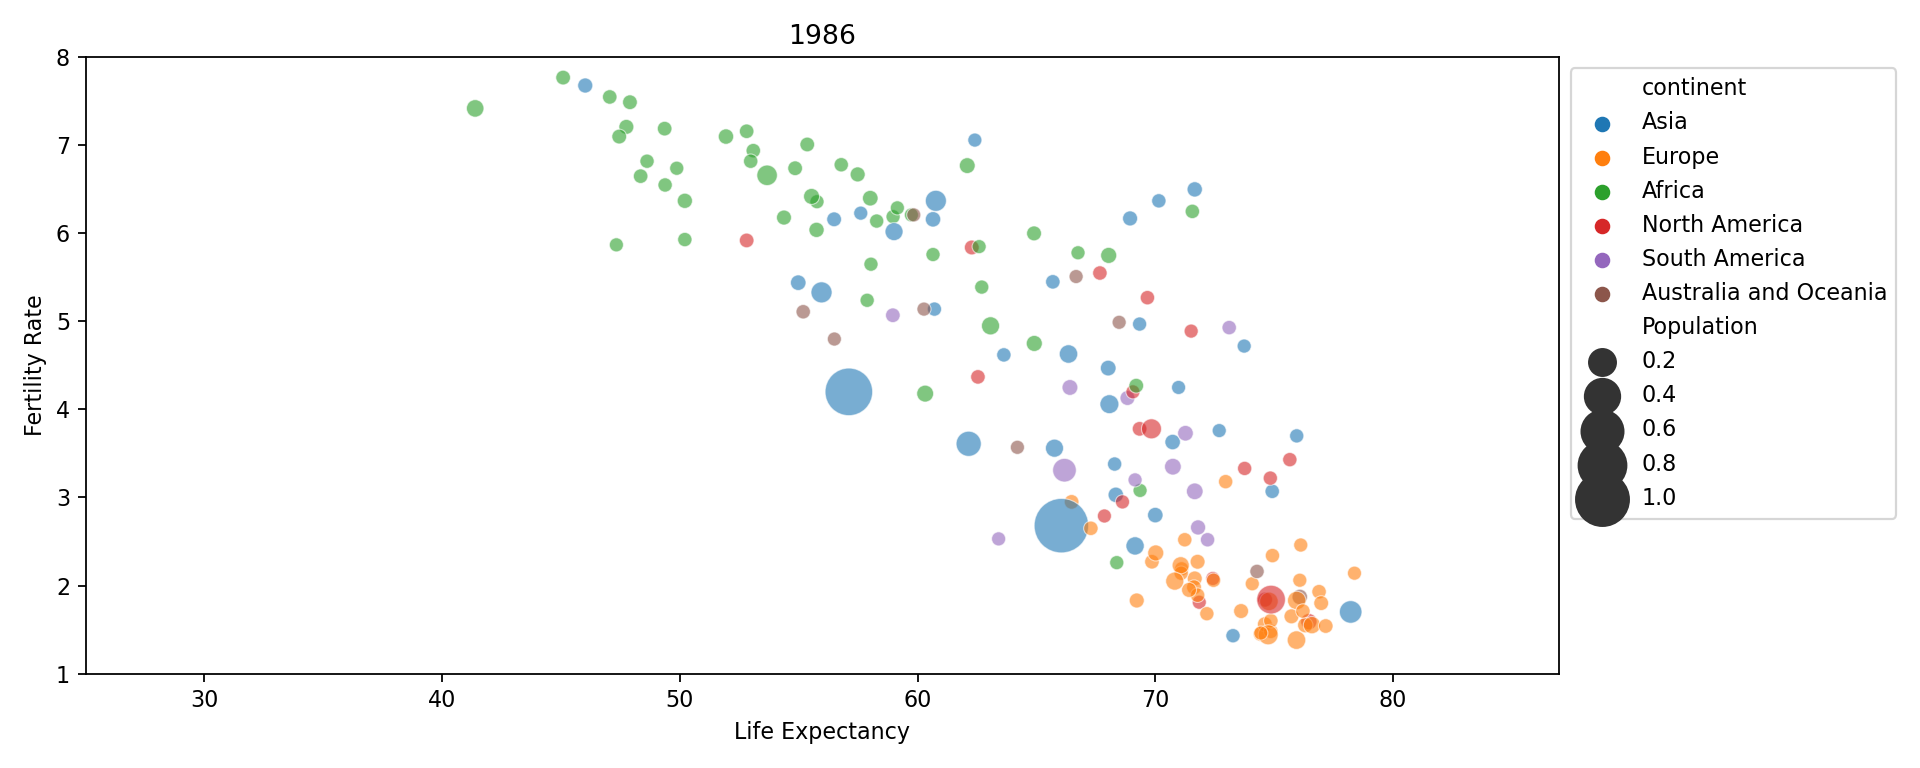 1986
8
7
6
5
4
3
2
1
Fertility Rate
30 40 50 60 70 80
Life Expectancy
continent
Asia
Europe
Africa
North America
South America
Australia and Oceania
Population
0.2
0.4
0.6
0.8
1.0